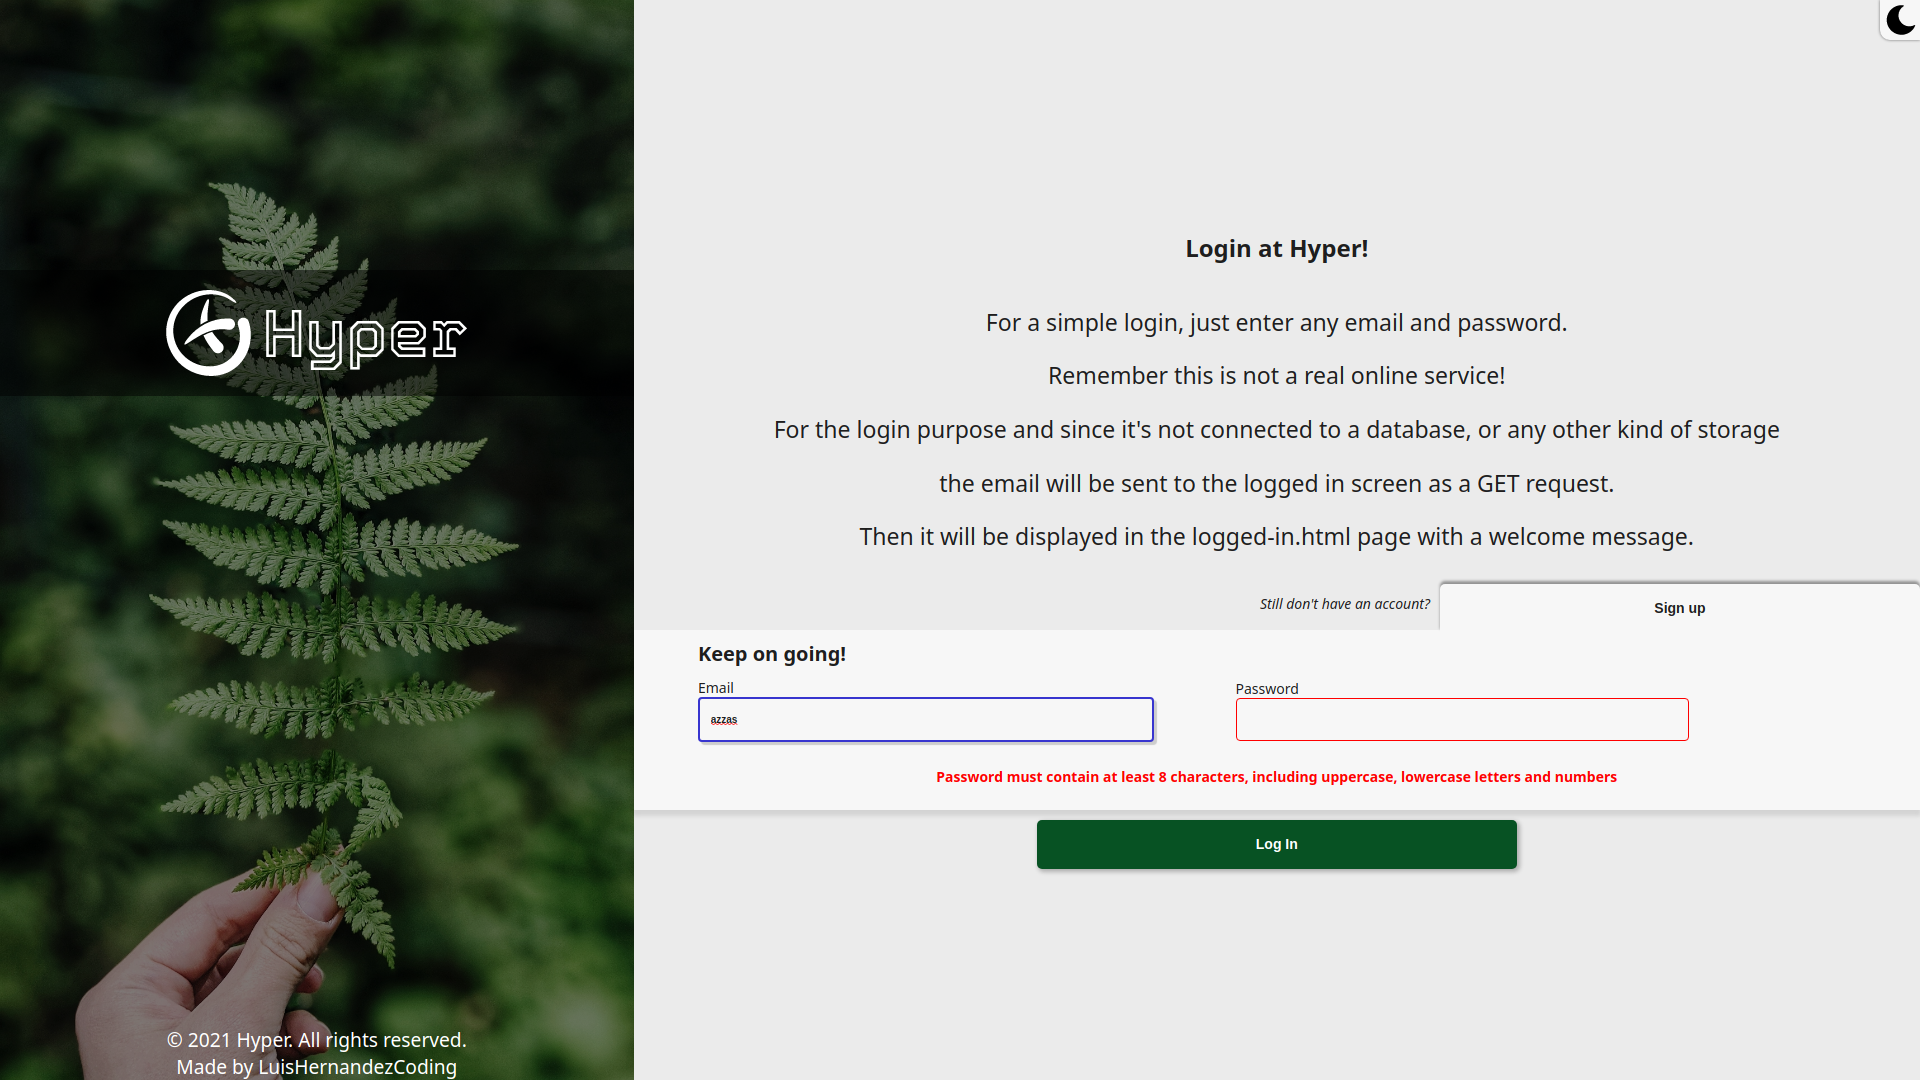 Hyper
© 2021 Hyper. All rights reserved.
Made by LuisHernandezCoding
Login at Hyper!
For a simple login, just enter any email and password.
Remember this is not a real online service!
For the login purpose and since it's not connected to a database, or any other kind of storage
the email will be sent to the logged in screen as a GET request.
Then it will be displayed in the logged-in.html page with a welcome message.
Still don't have an account?
Sign up
Keep on going!
Email
azzas
Password
Password must contain at least 8 characters, including uppercase, lowercase letters and numbers
Log In